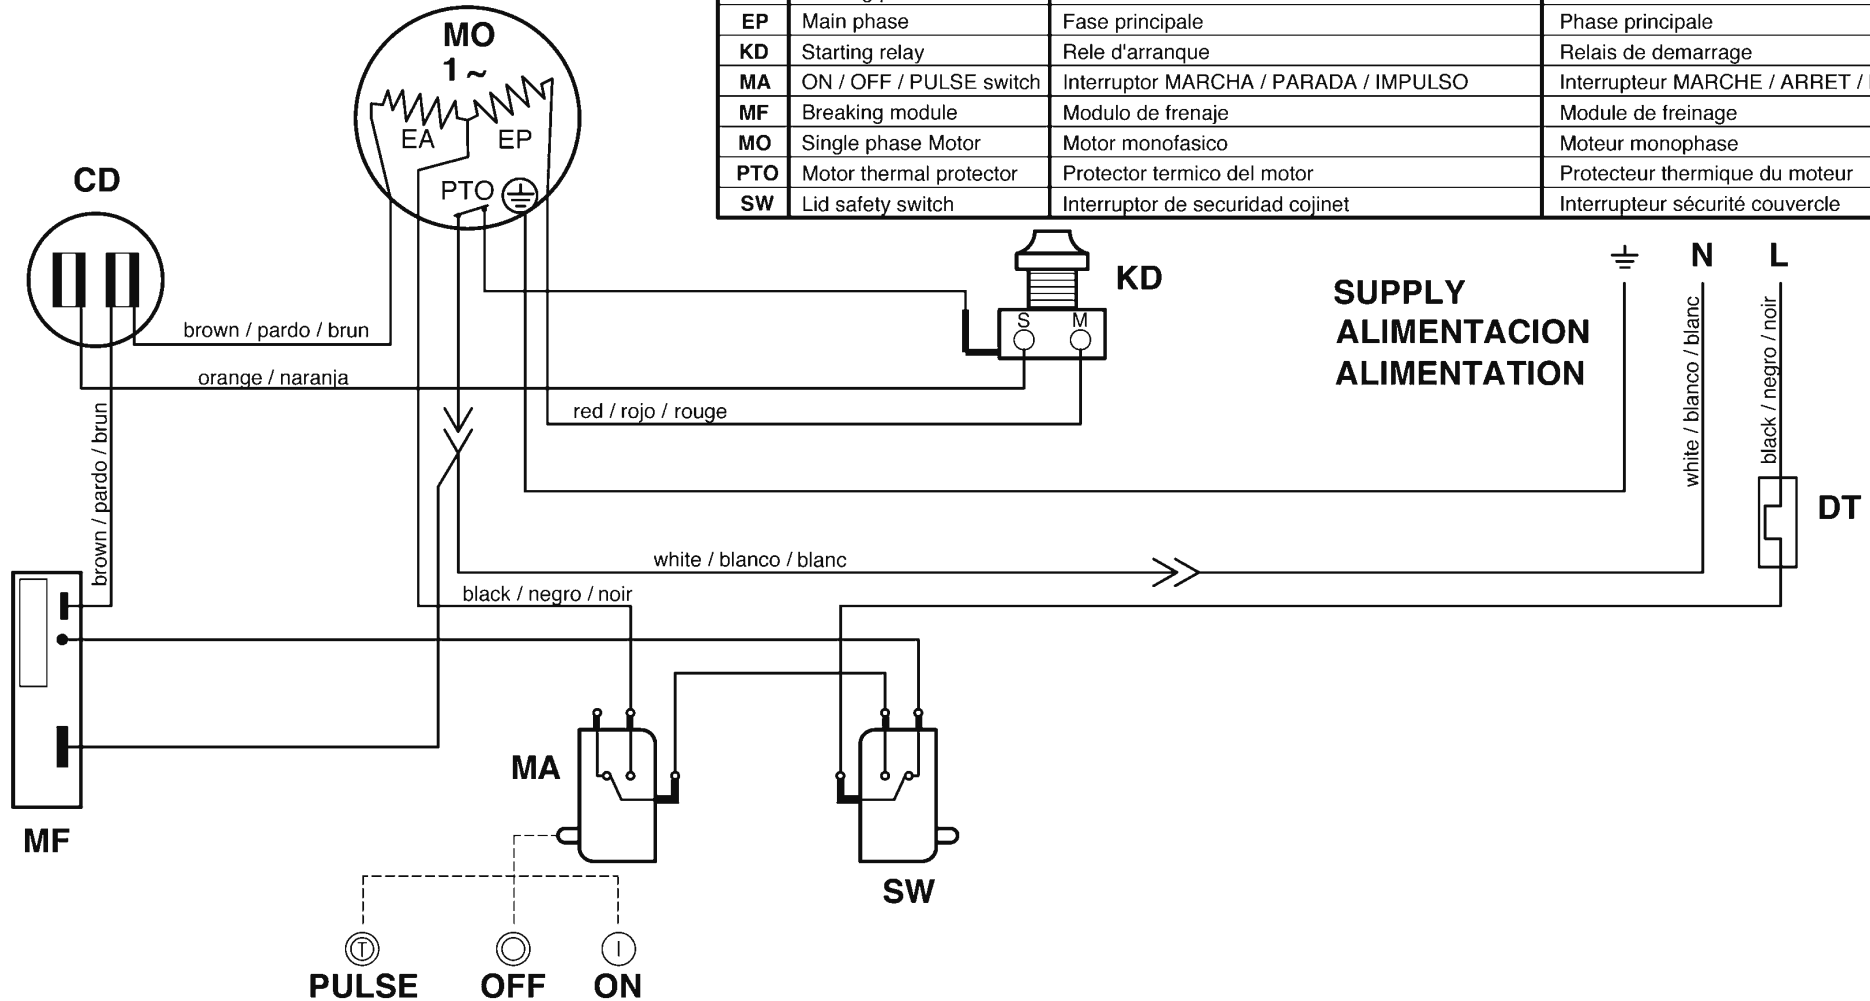 EP Main phase Fase principale Phase principale
KD Starting relay Rele d'arranque Relais de demarrage
MA ON / OFF / PULSE switch Interruptor MARCHA / PARADA / IMPULSO Interrupteur MARCHE / ARRET /
MF Breaking module Modulo de frenaje Module de freinage
MO Single phase Motor Motor monofasico Moteur monophase
PTO Motor thermal protector Protector termico del motor Protecteur thermique du moteur
SW Lid safety switch Interruptor de securidad cojinet Interrupteur sécurité couvercle
MO
1 ~
EA
EP
PTO
CD
KD
S
M
SUPPLY
ALIMENTACION
ALIMENTATION
N
L
brown / pardo / brun
orange / naranja
red / rojo / rouge
brown / pardo / brun
white / blanco / blanc
black / negro / noir
DT
white / blanco / blanc
black / negro / noir
MA
MF
SW
T
I
PULSE
OFF
ON